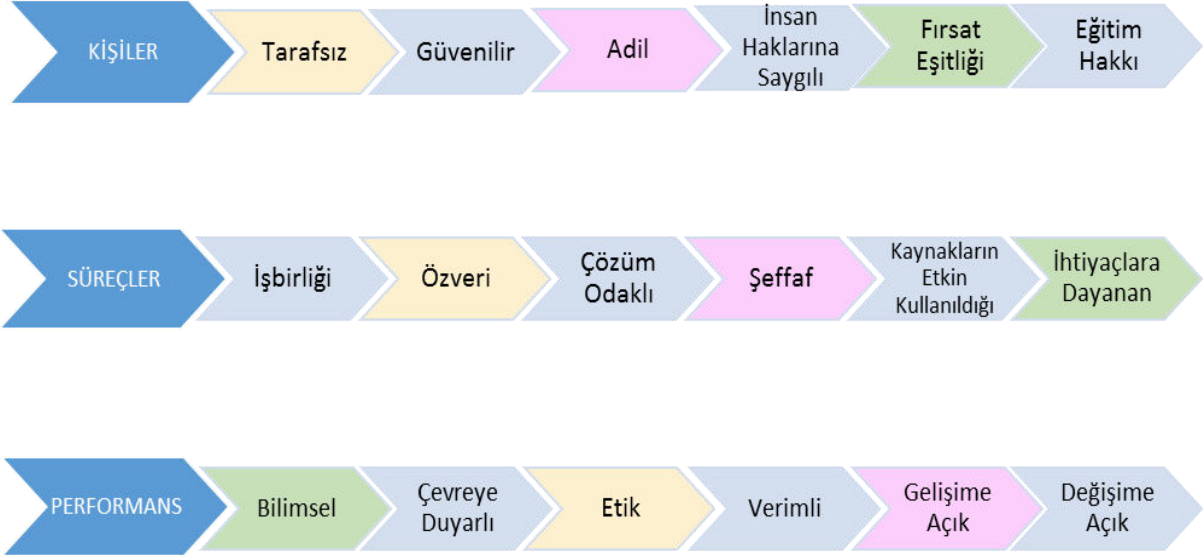 KİŞİLER
Tarafsız
Güvenilir
Adil
İnsan
Haklarına
Saygılı
Fırsat
Eşitliği
Eğitim
Hakkı
SÜREÇLER
İşbirliği
Özveri
Çözüm
Odaklı
Şeffaf
Kaynakların
Etkin
Kullanıldığı
İhtiyaçlara
Dayanan
PERFORMANS
Bilimsel
Çevreye
Duyarlı
Etik
Verimli
Gelişime
Açık
Değişime
Açık